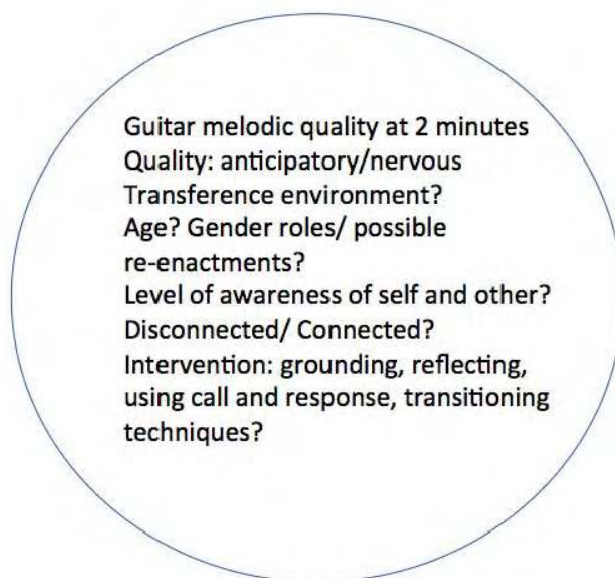 Guitar melodic quality at 2 minutes
Quality: anticipatory/nervous
Transference environment?
Age? Gender roles/ possible
re-enactments?
Level of awareness of self and other?
Disconnected/ Connected?
Intervention: grounding, reflecting,
using call and response, transitioning
techniques?